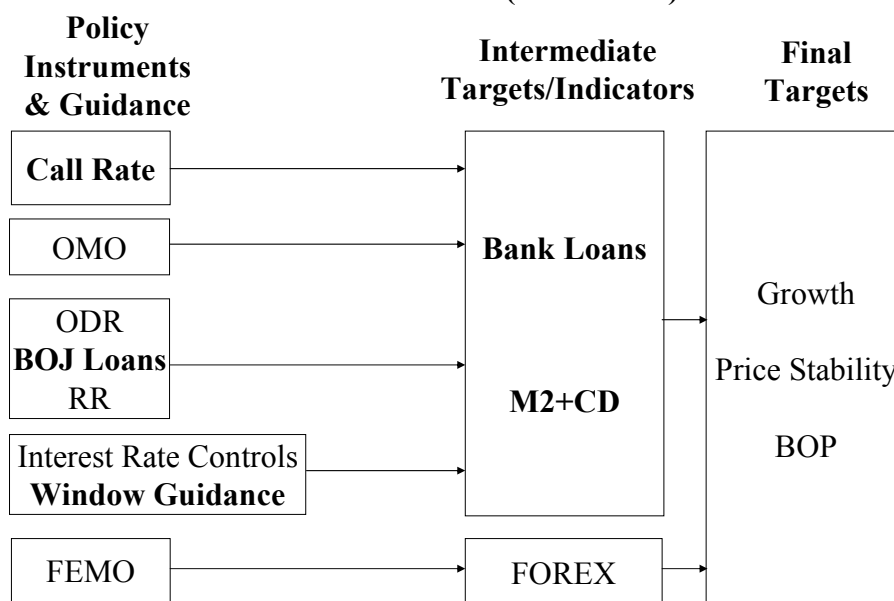 Policy
Instruments
& Guidance
Intermediate
Targets/Indicators
Final
Targets
Call Rate
OMO
ODR
BOJ Loans
RR
Interest Rate Controls
Window Guidance
FEMO
Bank Loans
M2+CD
FOREX
Growth
Price Stability
BOP